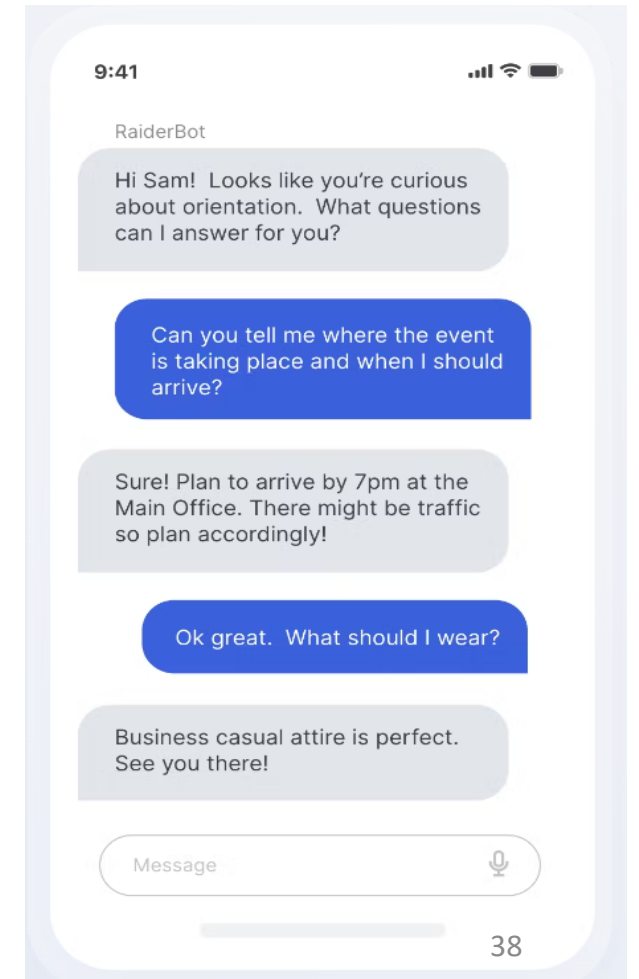 9:41
RaiderBot
Hi Sam!  Looks like you're curious
about orientation.  What questions
can I answer for you?
Can you tell me where the event
is taking place and when I should
arrive?
Sure! Plan to arrive by 7pm at the
Main Office. There might be traffic
so plan accordingly!
Ok great.  What should I wear?
Business casual attire is perfect.
See you there!
Message
38